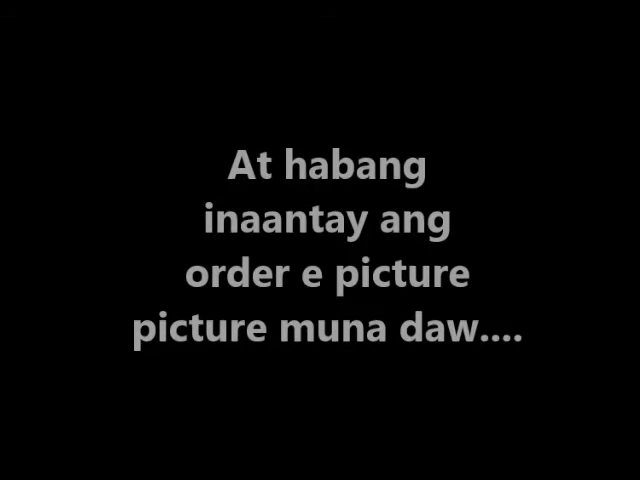 At habang
inaantay ang
order e picture
picture muna daw....